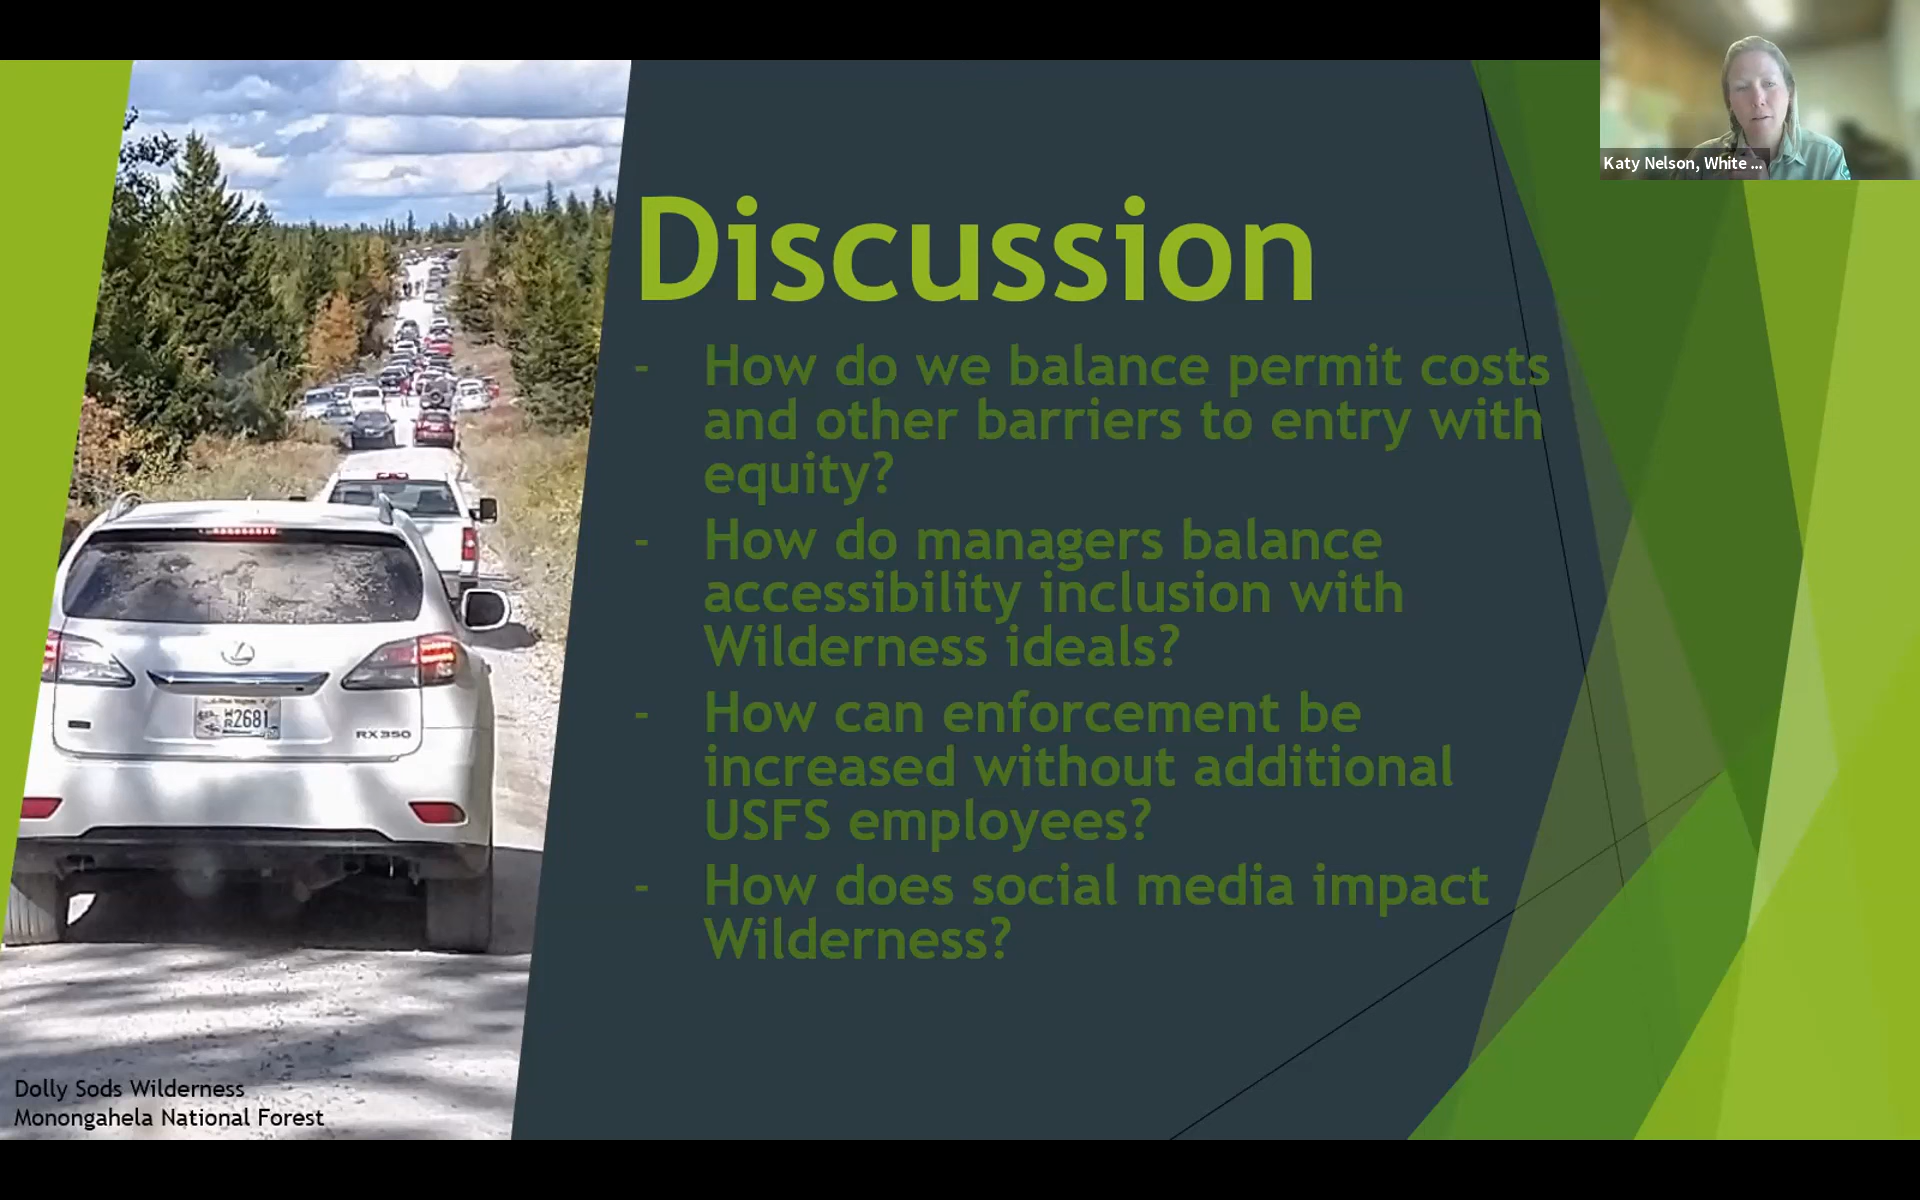 Katy Nelson, White ...
Discussion
- How do we balance permit costs
and other barriers to entry with
equity?
- How do managers balance
accessibility inclusion with
Wilderness ideals?
- How can enforcement be
increased without additional
USFS employees?
- How does social media impact
Wilderness?
2681
RX350
Dolly Sods Wilderness
Monongahela National Forest